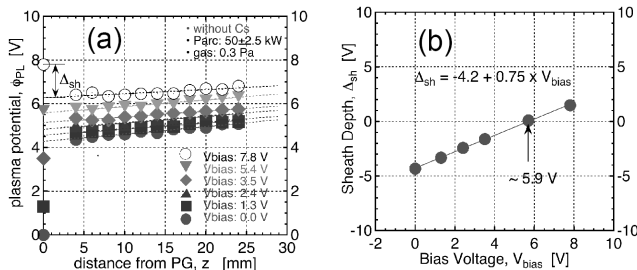 (a)
• without Cs
• Parc: 50±2.5 kW
• gas: 0.3 Pa
plasma potential, ϕPL [V]
10
8
6
4
2
0
Δsh
Vbias: 7.8 V
Vbias: 5.4 V
Vbias: 3.5 V
Vbias: 2.4 V
Vbias: 1.3 V
Vbias: 0.0 V
10
8
6
4
2
0
0 5 10 15 20 25 30
distance from PG, z [mm]
(b)
Sheath Depth, Δsh [V]
10
5
0
-5
-10
Δsh = -4.2 + 0.75 x Vbias
~ 5.9 V
10
5
0
-5
-10
-2 0 2 4 6 8 10
Bias Voltage, Vbias [V]